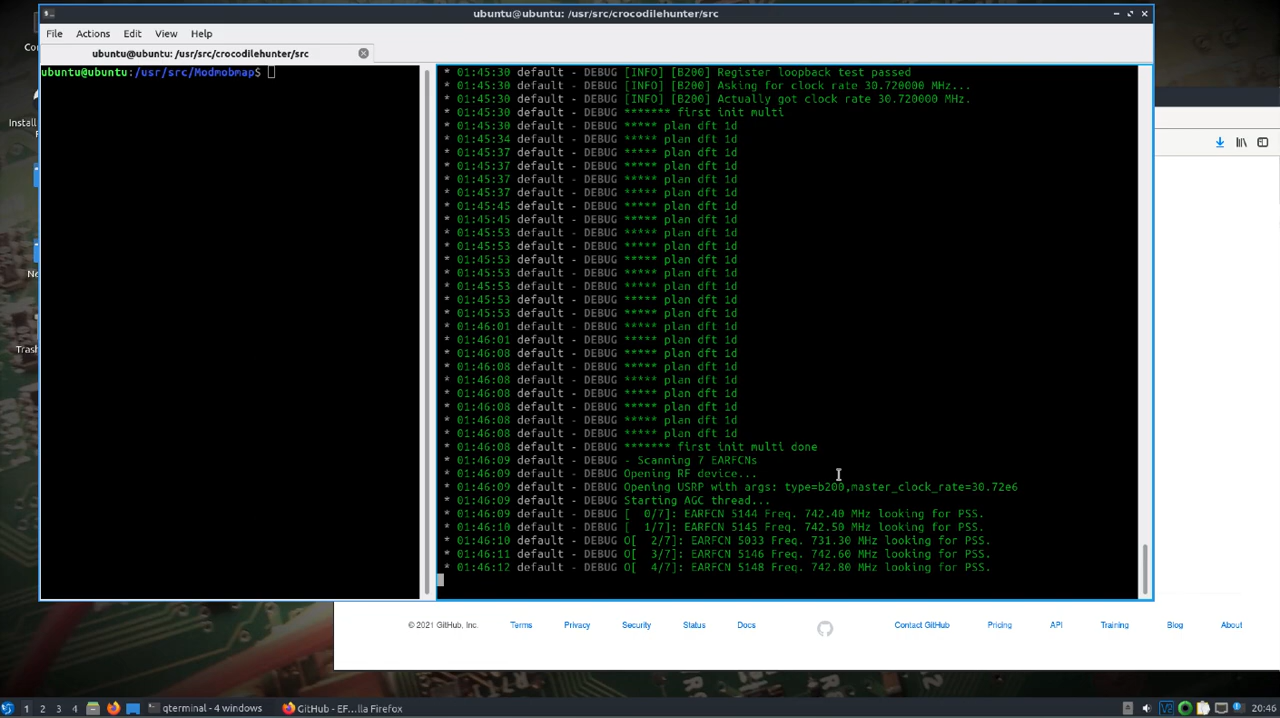 ubuntu@ubuntu: /usr/src/crocodilehunter/src
File Actions Edit View Help
ubuntu@ubuntu: /usr/src/crocodilehunter/src
ubuntu@ubuntu:/usr/src/Modmobmap$
* 01:45:30 default - DEBUG [INFO] [B200] Register loopback test passed
* 01:45:30 default - DEBUG [INFO] [B200] Asking for clock rate 30.720000 MHz...
* 01:45:30 default - DEBUG [INFO] [B200] Actually got clock rate 30.720000 MHz.
* 01:45:30 default - DEBUG ******* first init multi
* 01:45:30 default - DEBUG ***** plan dft 1d
* 01:45:34 default - DEBUG ***** plan dft 1d
* 01:45:37 default - DEBUG ***** plan dft 1d
* 01:45:37 default - DEBUG ***** plan dft 1d
* 01:45:37 default - DEBUG ***** plan dft 1d
* 01:45:37 default - DEBUG ***** plan dft 1d
* 01:45:45 default - DEBUG ***** plan dft 1d
* 01:45:45 default - DEBUG ***** plan dft 1d
* 01:45:53 default - DEBUG ***** plan dft 1d
* 01:45:53 default - DEBUG ***** plan dft 1d
* 01:45:53 default - DEBUG ***** plan dft 1d
* 01:45:53 default - DEBUG ***** plan dft 1d
* 01:45:53 default - DEBUG ***** plan dft 1d
* 01:45:53 default - DEBUG ***** plan dft 1d
* 01:45:53 default - DEBUG ***** plan dft 1d
* 01:46:01 default - DEBUG ***** plan dft 1d
* 01:46:01 default - DEBUG ***** plan dft 1d
* 01:46:08 default - DEBUG ***** plan dft 1d
* 01:46:08 default - DEBUG ***** plan dft 1d
* 01:46:08 default - DEBUG ***** plan dft 1d
* 01:46:08 default - DEBUG ***** plan dft 1d
* 01:46:08 default - DEBUG ***** plan dft 1d
* 01:46:08 default - DEBUG ***** plan dft 1d
* 01:46:08 default - DEBUG ***** plan dft 1d
* 01:46:08 default - DEBUG ******* first init multi done
* 01:46:09 default - DEBUG - Scanning 7 EARFCNs
* 01:46:09 default - DEBUG Opening RF device...
* 01:46:09 default - DEBUG Opening USRP with args: type=b200,master_clock_rate=30.72e6
* 01:46:09 default - DEBUG Starting AGC thread...
* 01:46:09 default - DEBUG [  0/7]: EARFCN 5144 Freq. 742.40 MHz looking for PSS.
* 01:46:10 default - DEBUG [  1/7]: EARFCN 5145 Freq. 742.50 MHz looking for PSS.
* 01:46:10 default - DEBUG O[  2/7]: EARFCN 5033 Freq. 731.30 MHz looking for PSS.
* 01:46:11 default - DEBUG O[  3/7]: EARFCN 5146 Freq. 742.60 MHz looking for PSS.
* 01:46:12 default - DEBUG O[  4/7]: EARFCN 5148 Freq. 742.80 MHz looking for PSS.
Install
Trash
© 2021 GitHub, Inc. Terms Privacy Security Status Docs Contact GitHub Pricing API Training Blog About
1 2 3 4 qterminal - 4 windows GitHub - EF...lla Firefox 20:46